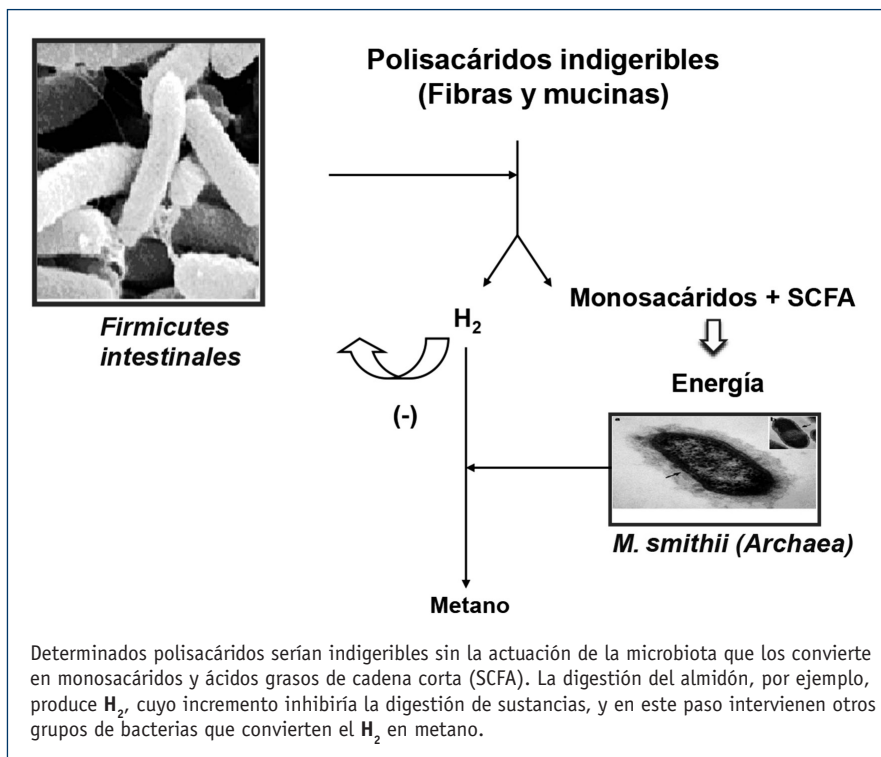 Polisacáridos indigeribles
(Fibras y mucinas)
Firmicutes
intestinales
H₂
Monosacáridos + SCFA
(-)
Energía
M. smithii (Archaea)
Metano
Determinados polisacáridos serían indigeribles sin la actuación de la microbiota que los convierte
en monosacáridos y ácidos grasos de cadena corta (SCFA). La digestión del almidón, por ejemplo,
produce H₂, cuyo incremento inhibiría la digestión de sustancias, y en este paso intervienen otros
grupos de bacterias que convierten el H₂ en metano.